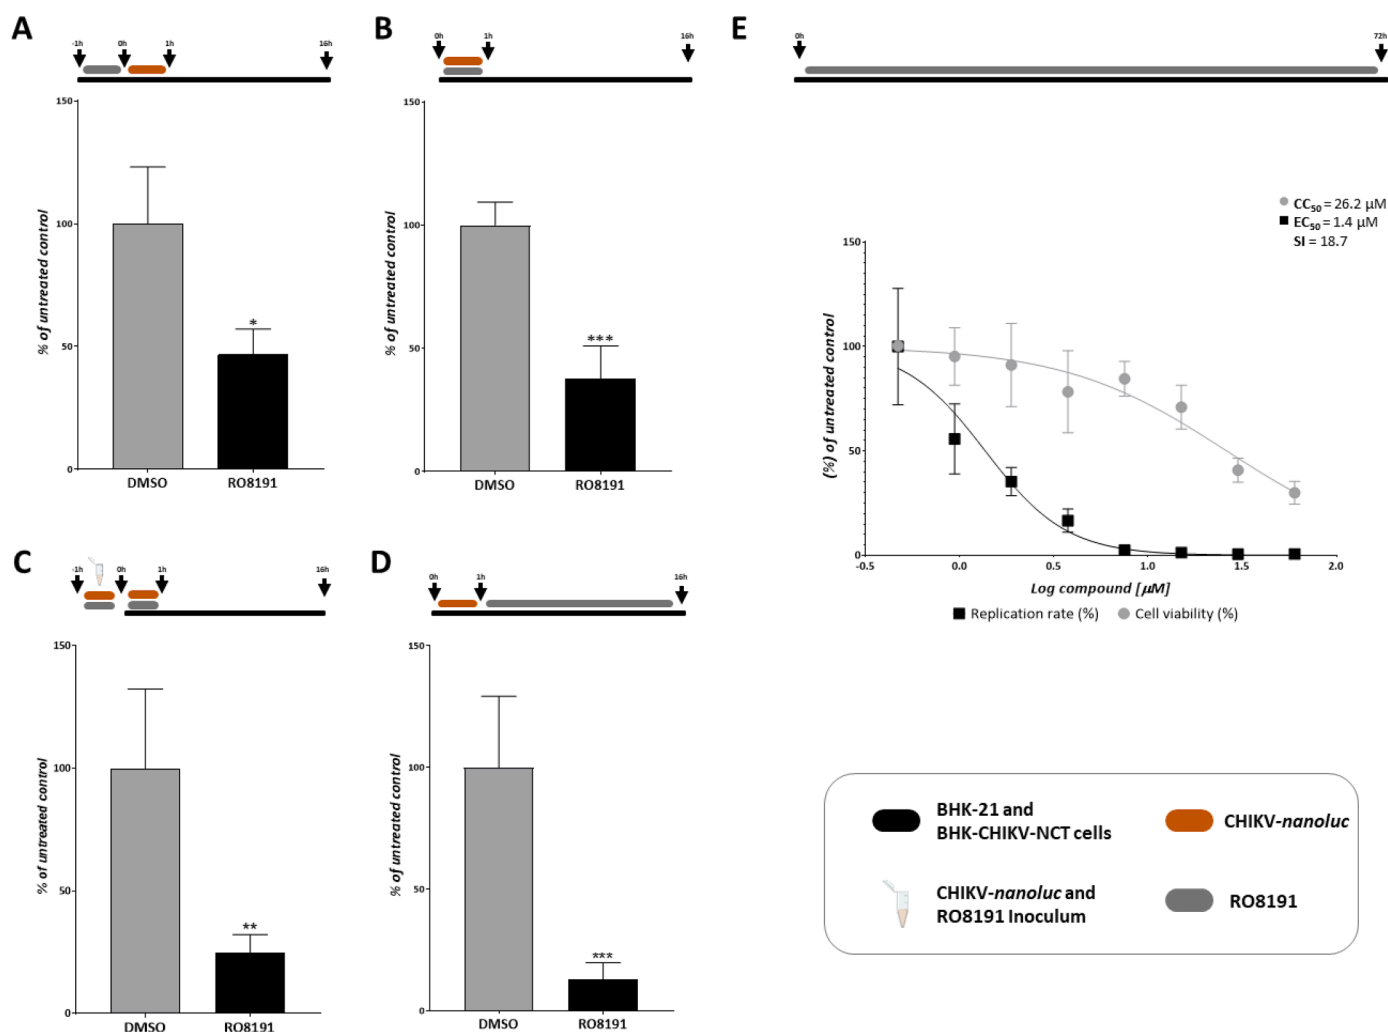 A
-1h 0h 1h 16h
150
100
50
0
% of untreated control
*
DMSO RO8191
B
0h 1h 16h
150
100
50
0
% of untreated control
***
DMSO RO8191
C
-1h 0h 1h 16h
150
100
50
0
% of untreated control
**
DMSO RO8191
D
0h 1h 16h
150
100
50
0
% of untreated control
***
DMSO RO8191
E
0h 72h
CC50 = 26.2 µM
EC50 = 1.4 µM
SI = 18.7
150
100
50
0
(%) of untreated control
-0.5 0.0 0.5 1.0 1.5 2.0
Log compound [µM]
Replication rate (%) Cell viability (%)
BHK-21 and
BHK-CHIKV-NCT cells
CHIKV-nanoluc
CHIKV-nanoluc and
RO8191 Inoculum
RO8191